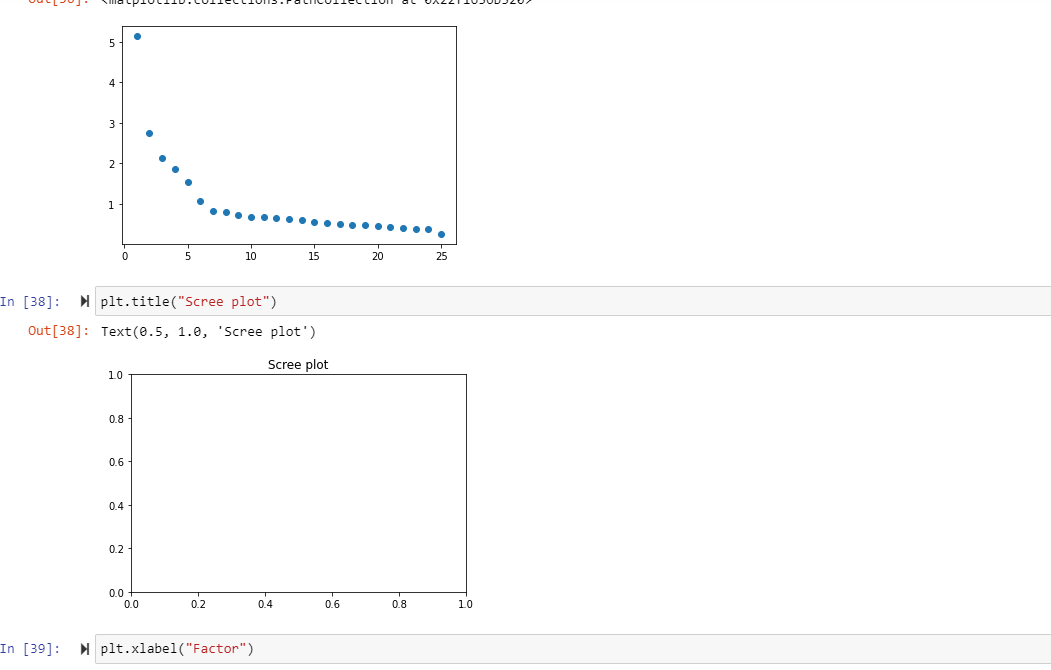 Out[36]: <matplotlib.collections.PathCollection at
5
4
3
2
1
0 5 10 15 20 25
In [38]: plt.title("Scree plot")
Out[38]: Text(0.5, 1.0, 'Scree plot')
Scree plot
1.0
0.8
0.6
0.4
0.2
0.0
0.0 0.2 0.4 0.6 0.8 1.0
In [39]: plt.xlabel("Factor")